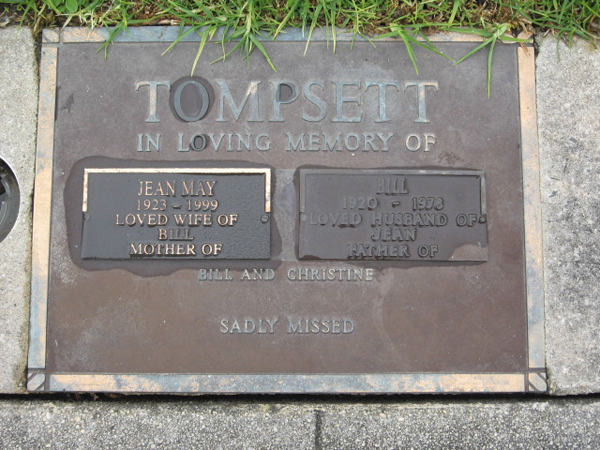 TOMPSETT
IN LOVING MEMORY OF
JEAN MAY
1923 - 1999
LOVED WIFE OF
BILL
MOTHER OF
BILL
1920 - 1978
LOVED HUSBAND OF
JEAN
FATHER OF
BILL AND CHRISTINE
SADLY MISSED